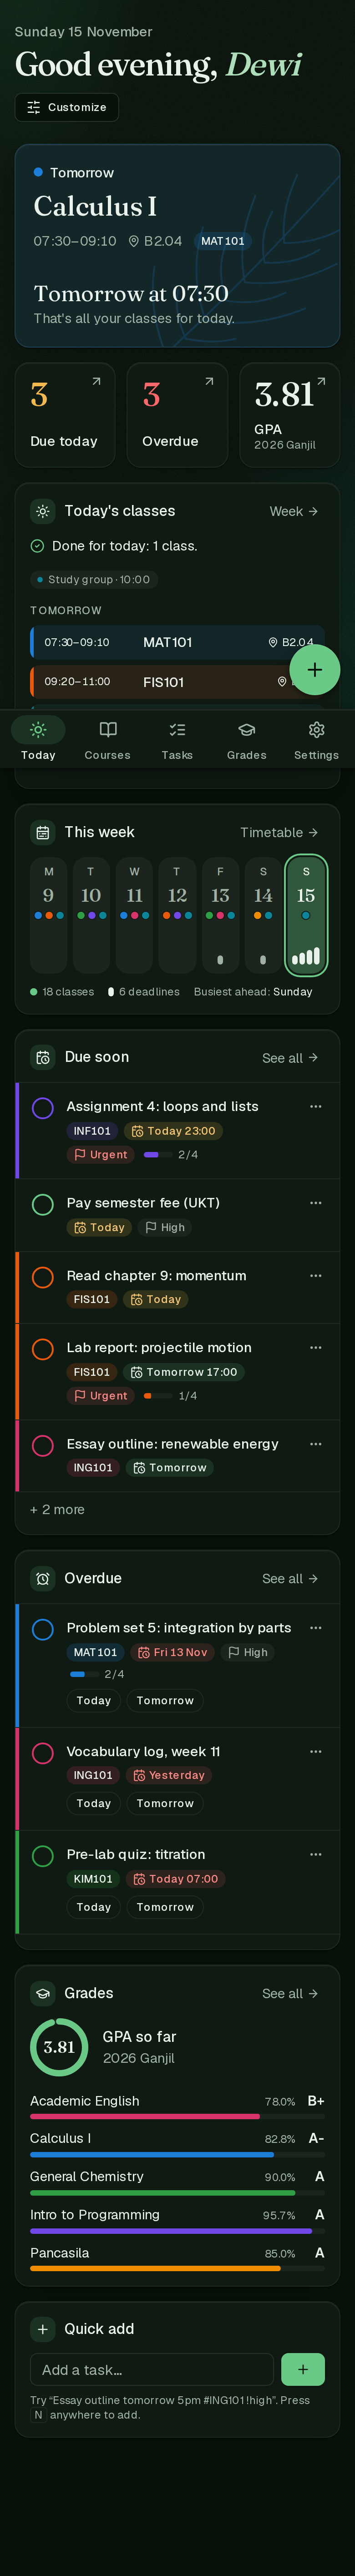 Sunday 15 November
Good evening, Dewi
Customize
Tomorrow
Calculus I
07:30–09:10 B2.04 MAT101
Tomorrow at 07:30
That's all your classes for today.
3
Due today
3
Overdue
3.81
GPA
2026 Ganjil
Today's classes
Week →
Done for today: 1 class.
Study group · 10:00
TOMORROW
07:30–09:10 MAT101 B2.04
09:20–11:00 FIS101
Today Courses Tasks Grades Settings
This week
Timetable →
M T W T F S S
9 10 11 12 13 14 15
18 classes 6 deadlines Busiest ahead: Sunday
Due soon
See all →
Assignment 4: loops and lists
INF101 Today 23:00
Urgent 2/4
Pay semester fee (UKT)
Today High
Read chapter 9: momentum
FIS101 Today
Lab report: projectile motion
FIS101 Tomorrow 17:00
Urgent 1/4
Essay outline: renewable energy
ING101 Tomorrow
+ 2 more
Overdue
See all →
Problem set 5: integration by parts
MAT101 Fri 13 Nov High
2/4
Today Tomorrow
Vocabulary log, week 11
ING101 Yesterday
Today Tomorrow
Pre-lab quiz: titration
KIM101 Today 07:00
Today Tomorrow
Grades
See all →
3.81
GPA so far
2026 Ganjil
Academic English 78.0% B+
Calculus I 82.8% A-
General Chemistry 90.0% A
Intro to Programming 95.7% A
Pancasila 85.0% A
Quick add
Add a task…
Try “Essay outline tomorrow 5pm #ING101 !high”. Press
N anywhere to add.